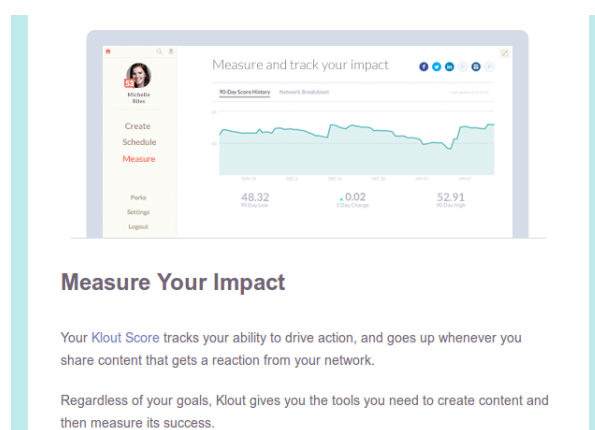 Measure and track your impact
Michelle
Riles
90-Day Score History Network Breakdown
Create
Schedule
Measure
48.32
90 Day Low
0.02
1 Day Change
52.91
90 Day High
Perks
Settings
Logout
Measure Your Impact
Your Klout Score tracks your ability to drive action, and goes up whenever you
share content that gets a reaction from your network.
Regardless of your goals, Klout gives you the tools you need to create content and
then measure its success.